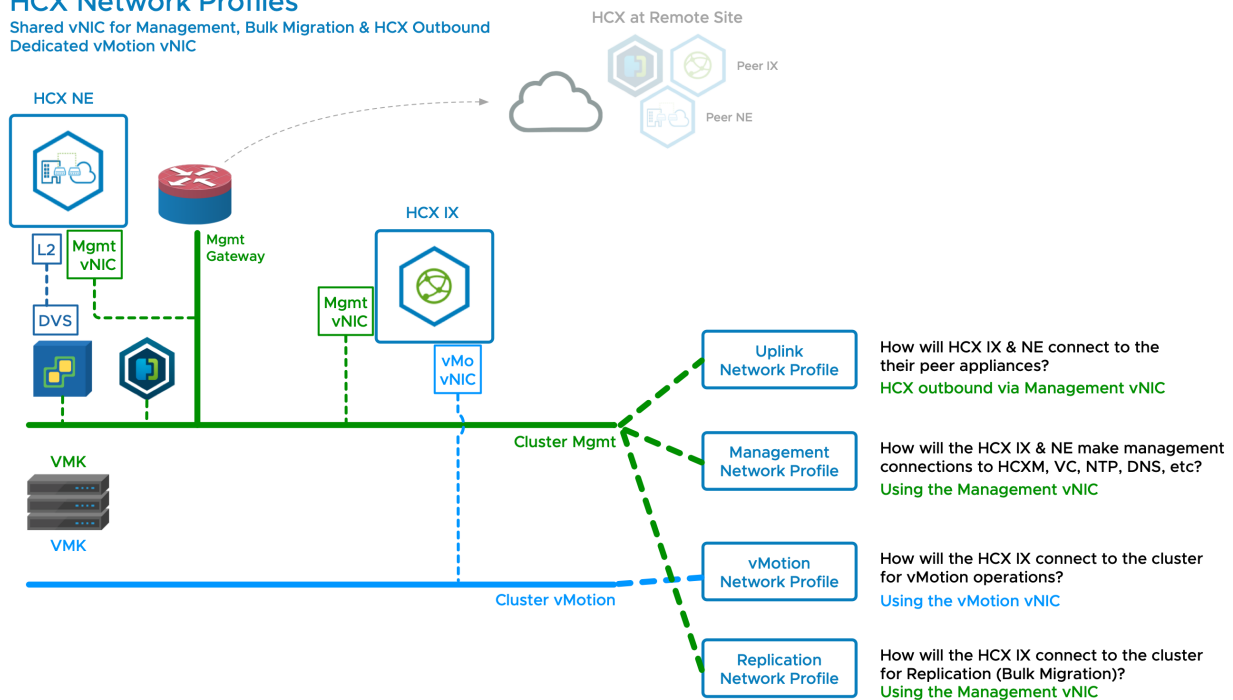 HCX Network Profiles
Shared vNIC for Management, Bulk Migration & HCX Outbound
Dedicated vMotion vNIC
HCX at Remote Site
Peer IX
Peer NE
HCX NE
L2
Mgmt
vNIC
DVS
Mgmt
Gateway
HCX IX
Mgmt
vNIC
vMo
vNIC
Cluster Mgmt
VMK
VMK
Cluster vMotion
Uplink
Network Profile
How will HCX IX & NE connect to the
their peer appliances?
HCX outbound via Management vNIC
Management
Network Profile
How will the HCX IX & NE make management
connections to HCXM, VC, NTP, DNS, etc?
Using the Management vNIC
vMotion
Network Profile
How will the HCX IX connect to the cluster
for vMotion operations?
Using the vMotion vNIC
Replication
Network Profile
How will the HCX IX connect to the cluster
for Replication (Bulk Migration)?
Using the Management vNIC